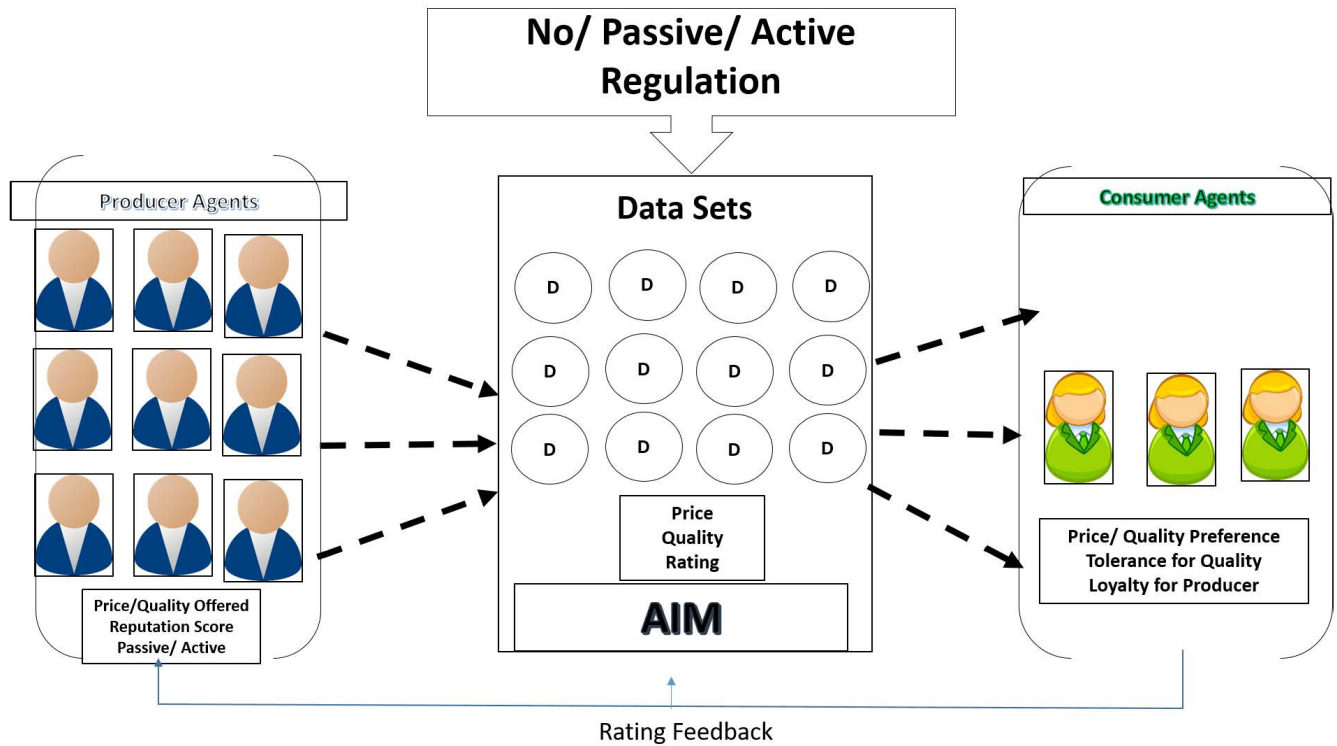 No/ Passive/ Active
Regulation
Producer Agents
Data Sets
Consumer Agents
D D D D
D D D D
D D D D
Price
Quality
Rating
AIM
Price/Quality Offered
Reputation Score
Passive/ Active
Price/ Quality Preference
Tolerance for Quality
Loyalty for Producer
Rating Feedback